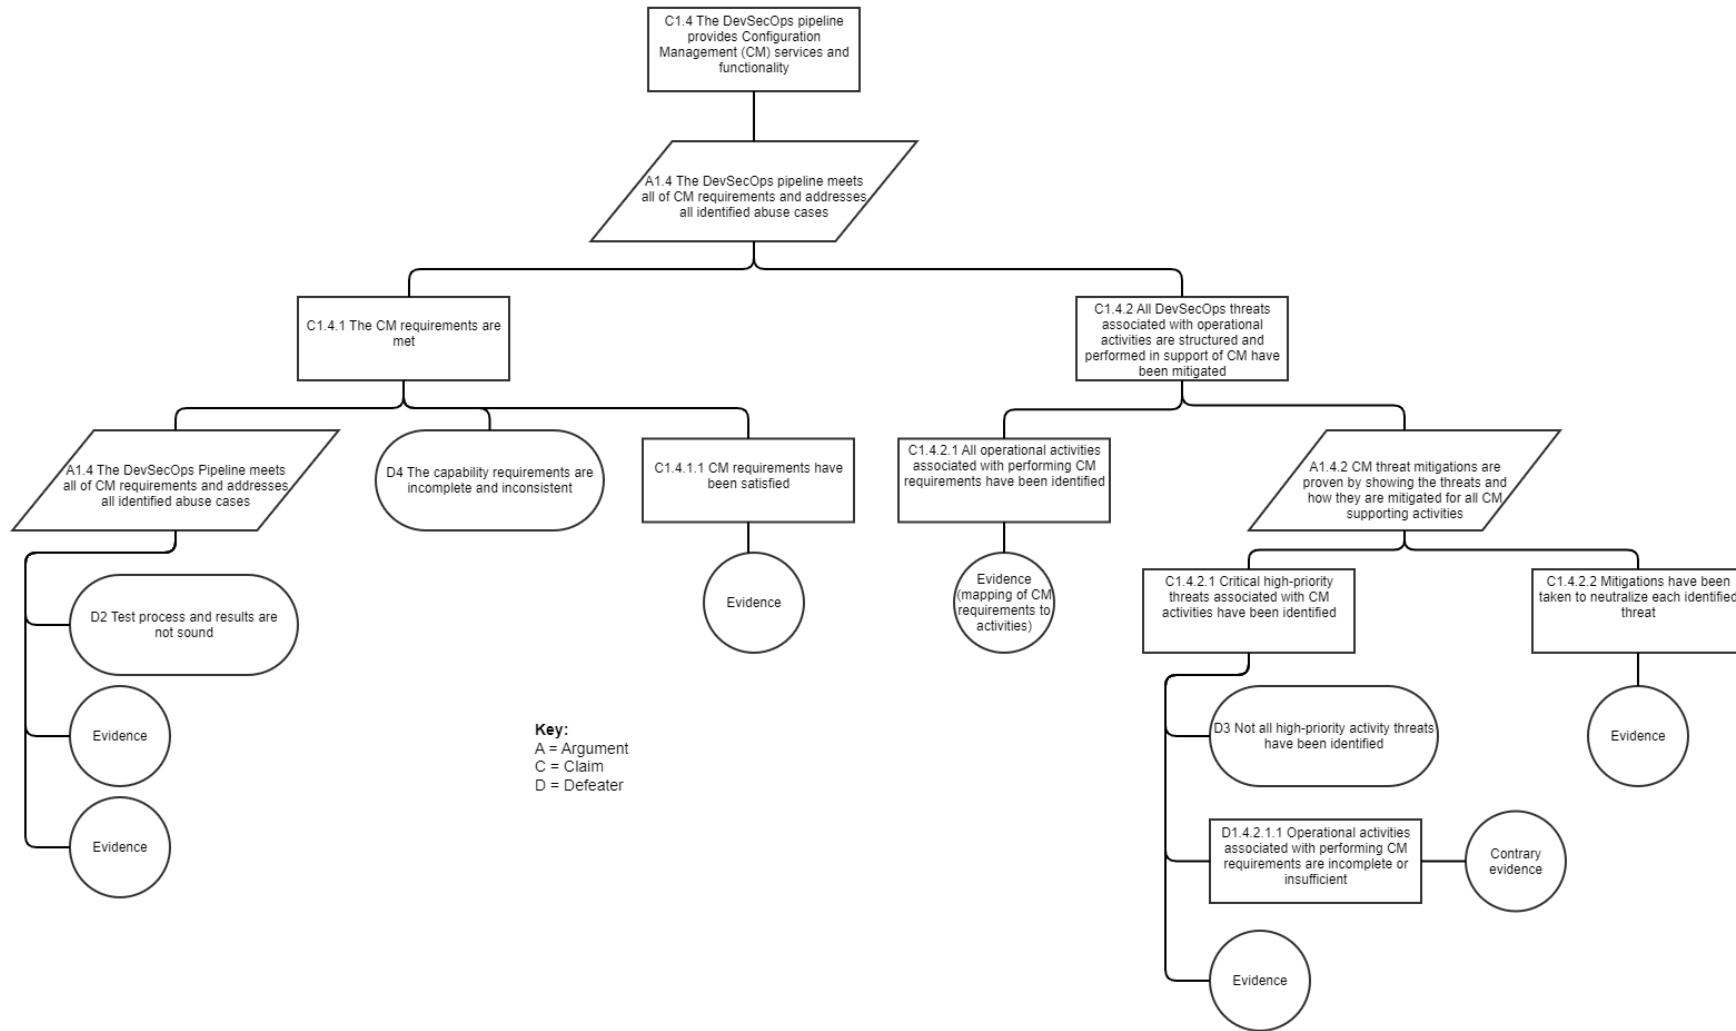 C1.4 The DevSecOps pipeline
provides Configuration
Management (CM) services and
functionality
A1.4 The DevSecOps pipeline meets
all of CM requirements and addresses
all identified abuse cases
C1.4.1 The CM requirements are
met
C1.4.2 All DevSecOps threats
associated with operational
activities are structured and
performed in support of CM have
been mitigated
A1.4 The DevSecOps Pipeline meets
all of CM requirements and addresses
all identified abuse cases
D4 The capability requirements are
incomplete and inconsistent
C1.4.1.1 CM requirements have
been satisfied
C1.4.2.1 All operational activities
associated with performing CM
requirements have been identified
A1.4.2 CM threat mitigations are
proven by showing the threats and
how they are mitigated for all CM
supporting activities
D2 Test process and results are
not sound
Evidence
Evidence
Evidence
Evidence
(mapping of CM
requirements to
activities)
C1.4.2.1 Critical high-priority
threats associated with CM
activities have been identified
C1.4.2.2 Mitigations have been
taken to neutralize each identified
threat
Key:
A = Argument
C = Claim
D = Defeater
D3 Not all high-priority activity threats
have been identified
Evidence
D1.4.2.1.1 Operational activities
associated with performing CM
requirements are incomplete or
insufficient
Contrary
evidence
Evidence